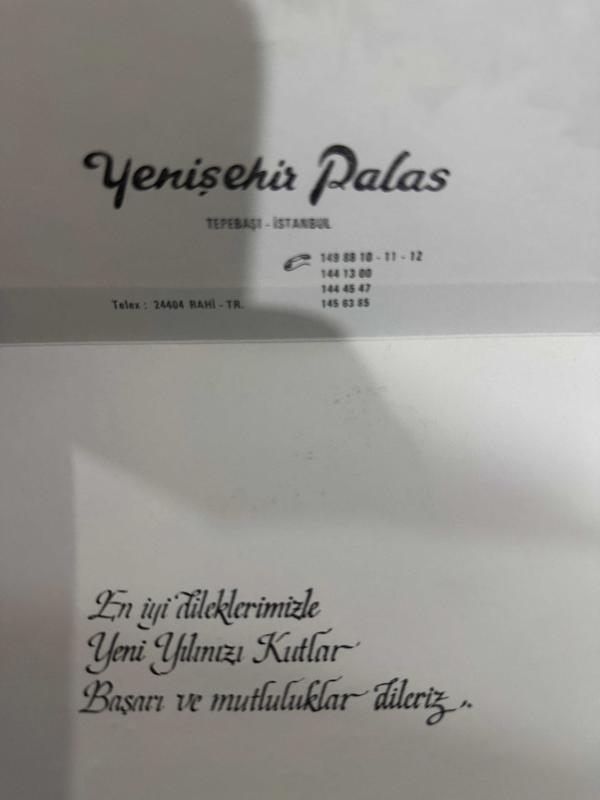 Yenişehir Palas
TEPEBAŞI - İSTANBUL
149 88 10 - 11 - 12
144 13 00
144 45 47
Telex : 24404 RAHİ - TR. 145 63 85
En iyi dileklerimizle
Yeni Yılınızı Kutlar
Başarı ve mutluluklar dileriz,,